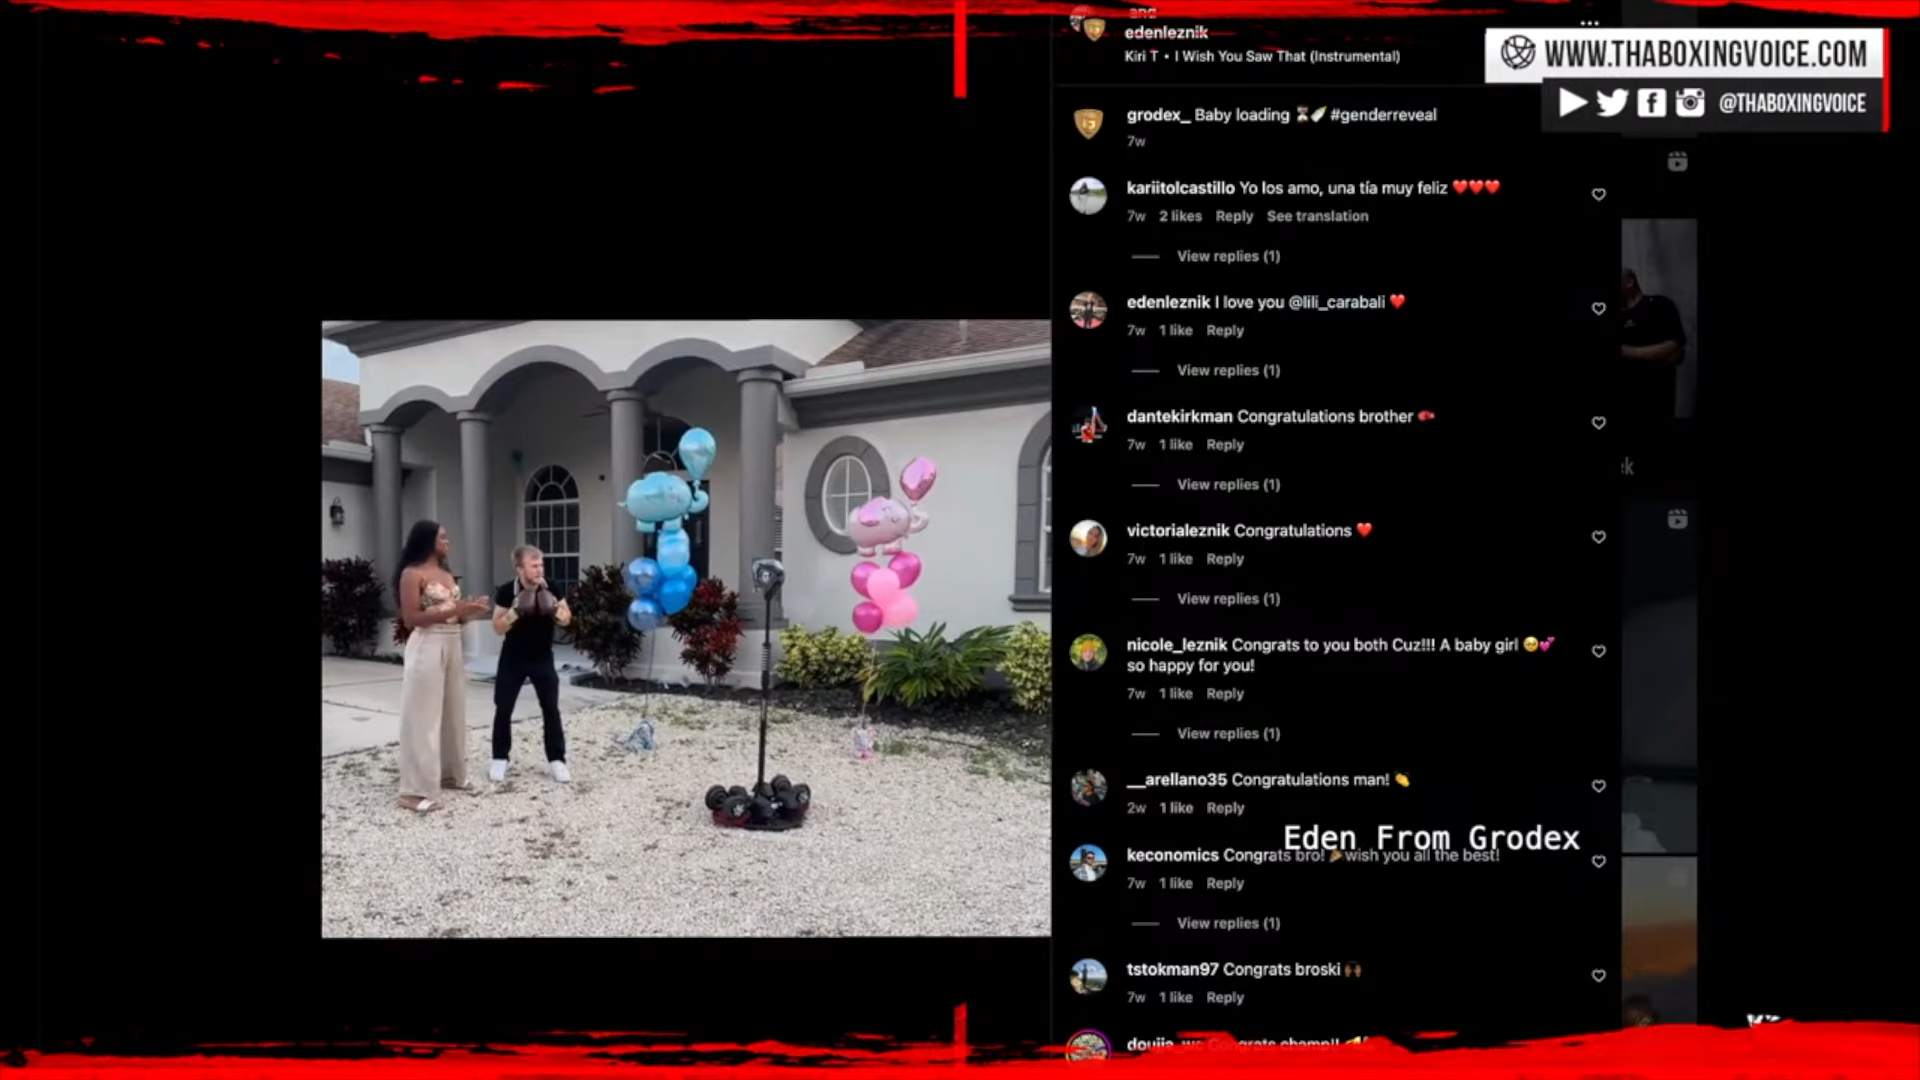 and
edenleznik
Kiri T • I Wish You Saw That (Instrumental)
...
WWW.THABOXINGVOICE.COM
@THABOXINGVOICE
grodex_ Baby loading ⏳🍼 #genderreveal
7w
kariitolcastillo Yo los amo, una tía muy feliz ❤️❤️❤️
7w 2 likes Reply See translation
View replies (1)
edenleznik I love you @lili_carabali ❤️
7w 1 like Reply
View replies (1)
dantekirkman Congratulations brother 🥊
7w 1 like Reply
View replies (1)
victorialeznik Congratulations ❤️
7w 1 like Reply
View replies (1)
nicole_leznik Congrats to you both Cuz!!! A baby girl 🥹💕
so happy for you!
7w 1 like Reply
View replies (1)
__arellano35 Congratulations man! 👏
2w 1 like Reply
Eden From Grodex
keconomics Congrats bro! 🎉wish you all the best!
7w 1 like Reply
View replies (1)
tstokman97 Congrats broski 🙌🏾
7w 1 like Reply
Congrats champ!!